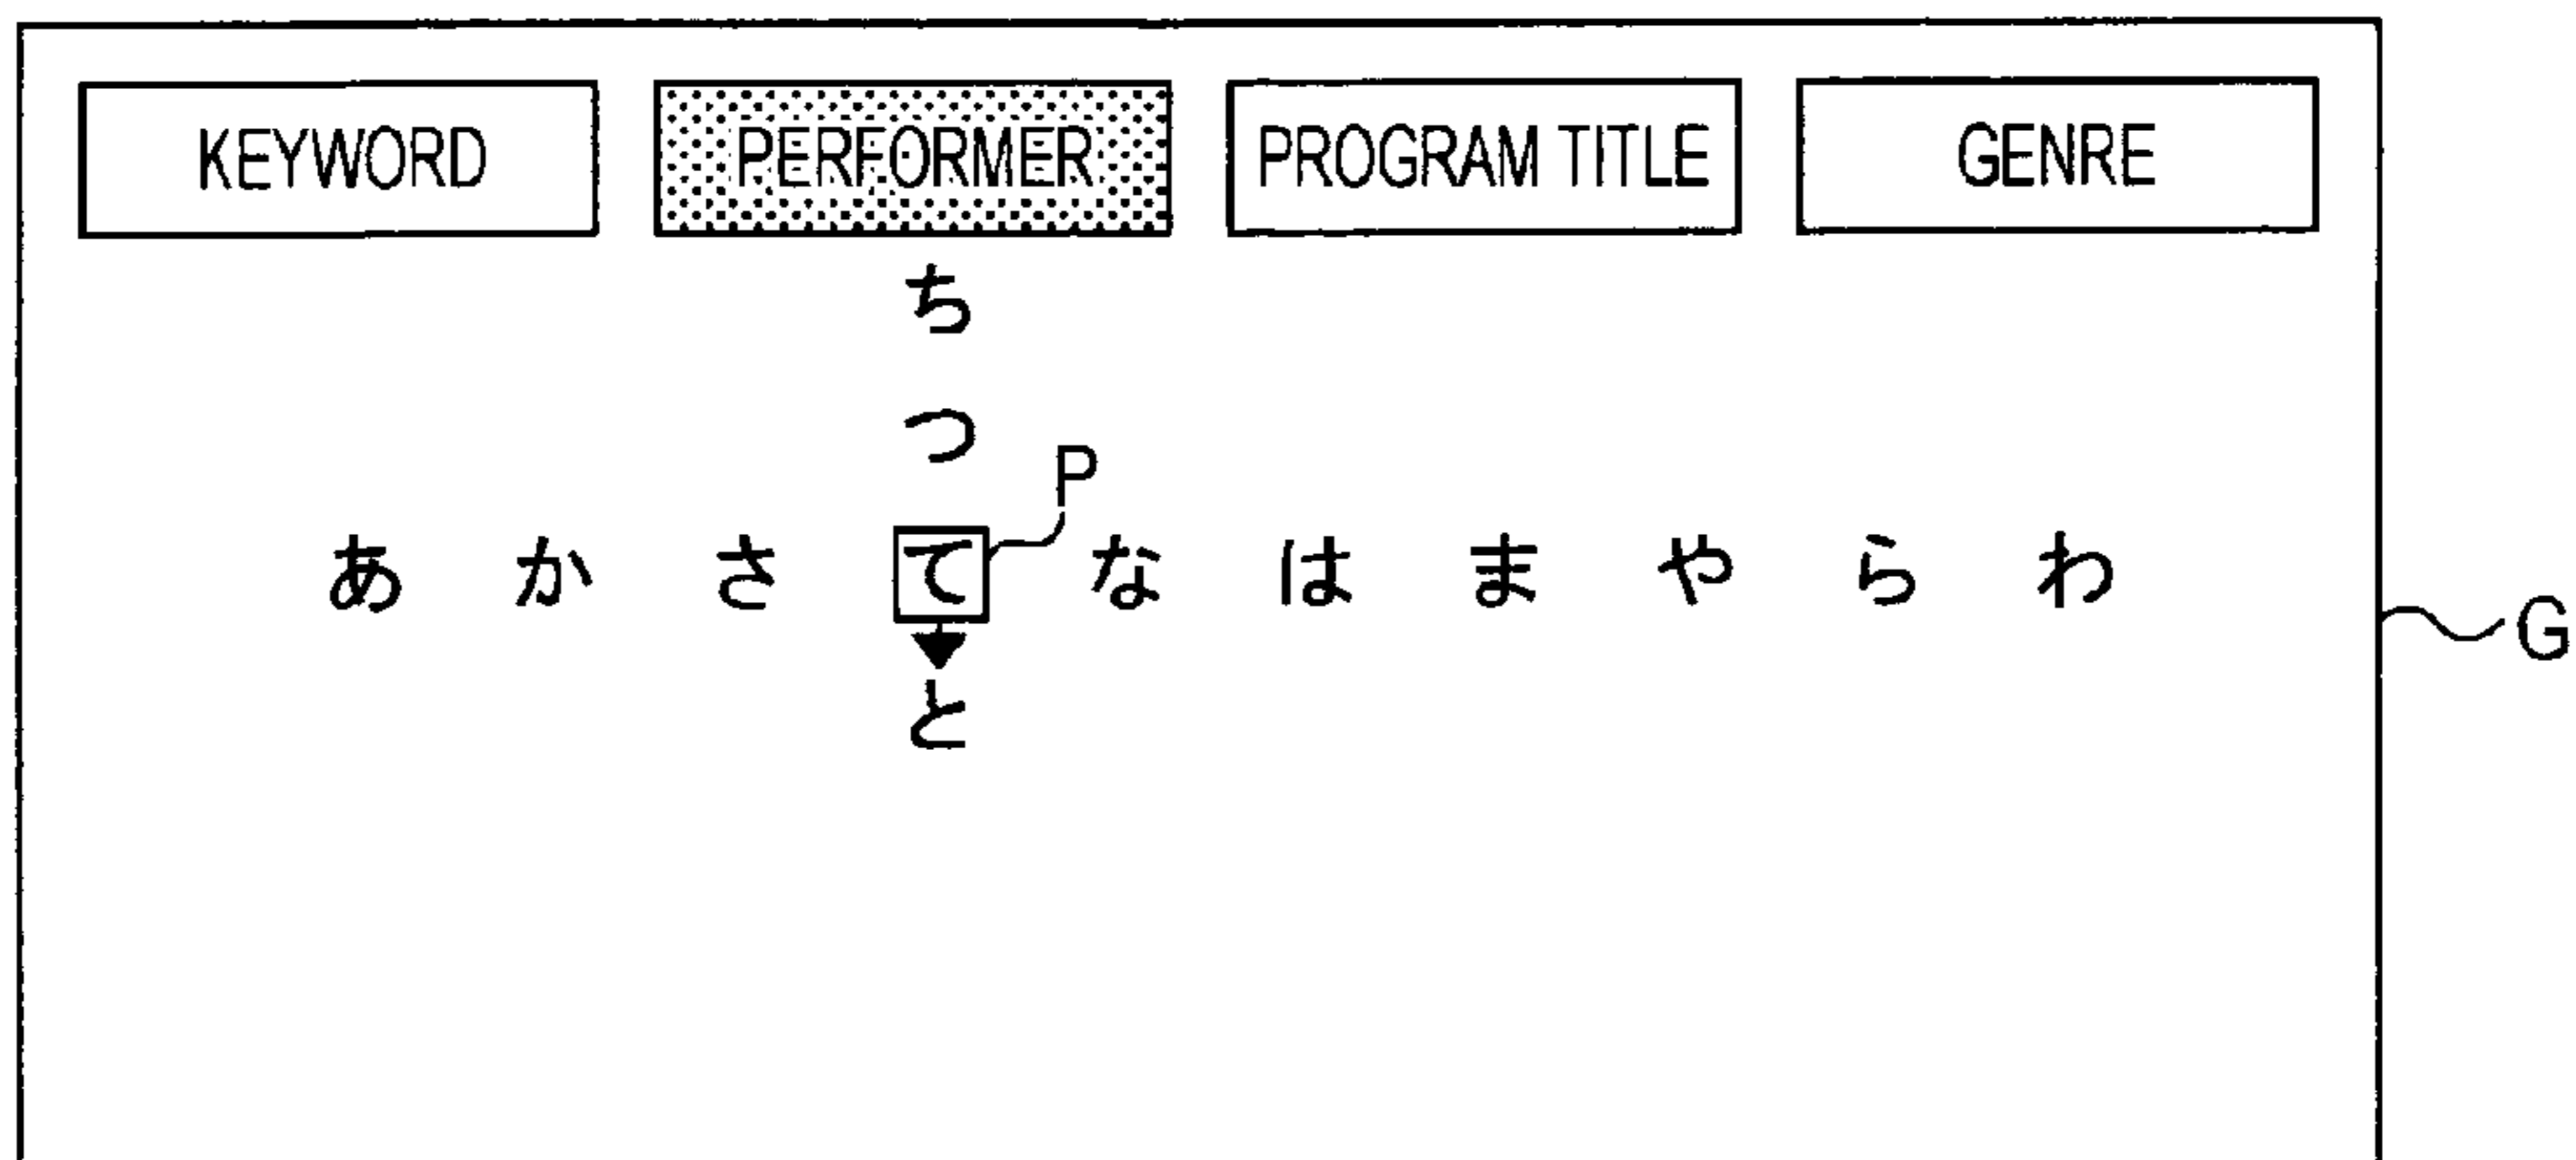 KEYWORD PERFORMER PROGRAM TITLE GENRE
ち
つ
P
あ か さ て な は ま や ら わ
G
と